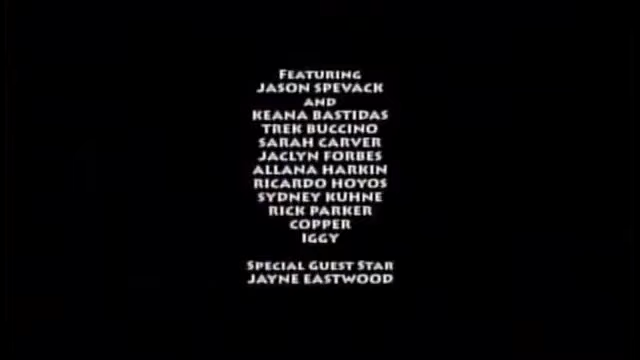 FEATURING
JASON SPEVACK
AND
KEANA BASTIDAS
TREK BUCCINO
SARAH CARVER
JACLYN FORBES
ALLANA HARKIN
RICARDO HOYOS
SYDNEY KUHNE
RICK PARKER
COPPER
IGGY
SPECIAL GUEST STAR
JAYNE EASTWOOD